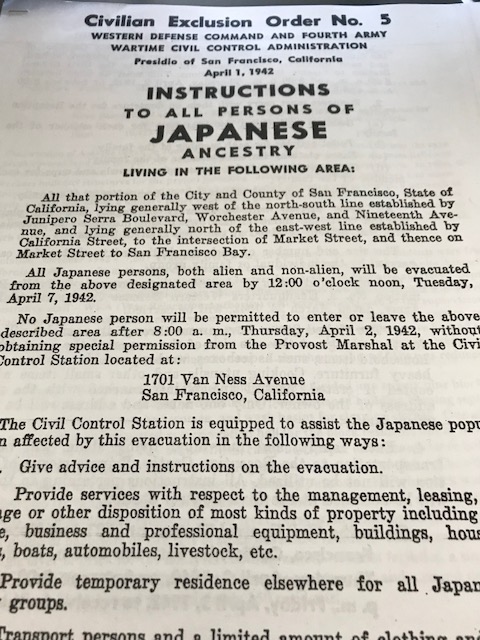 Civilian Exclusion Order No. 5
WESTERN DEFENSE COMMAND AND FOURTH ARMY
WARTIME CIVIL CONTROL ADMINISTRATION
Presidio of San Francisco, California
April 1, 1942
INSTRUCTIONS
TO ALL PERSONS OF
JAPANESE
ANCESTRY
LIVING IN THE FOLLOWING AREA:
All that portion of the City and County of San Francisco, State of
California, lying generally west of the north-south line established by
Junipero Serra Boulevard, Worchester Avenue, and Nineteenth Ave-
nue, and lying generally north of the east-west line established by
California Street, to the intersection of Market Street, and thence on
Market Street to San Francisco Bay.
All Japanese persons, both alien and non-alien, will be evacuated
from the above designated area by 12:00 o'clock noon, Tuesday,
April 7, 1942.
No Japanese person will be permitted to enter or leave the above
described area after 8:00 a. m., Thursday, April 2, 1942, without
obtaining special permission from the Provost Marshal at the Civi
Control Station located at:
1701 Van Ness Avenue
San Francisco, California
The Civil Control Station is equipped to assist the Japanese popu
n affected by this evacuation in the following ways:
. Give advice and instructions on the evacuation.
Provide services with respect to the management, leasing,
ge or other disposition of most kinds of property including
e, business and professional equipment, buildings, hous
s, boats, automobiles, livestock, etc.
Provide temporary residence elsewhere for all Japan
groups.
Transport persons and a limited amount of clothing and